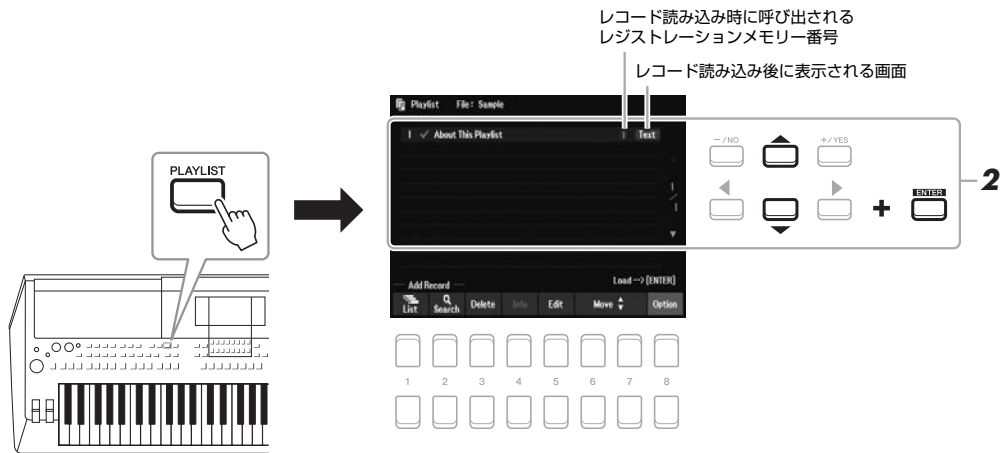 レコード読み込み時に呼び出される
レジストレーションメモリー番号
レコード読み込み後に表示される画面
PLAYLIST
Playlist File: Sample
1 ✓ About This Playlist 1 Text
1
/
1
Add Record
Load-->[ENTER]
List Search Delete Info Edit Move Option
1 2 3 4 5 6 7 8
−/NO
+/YES
ENTER
+
2